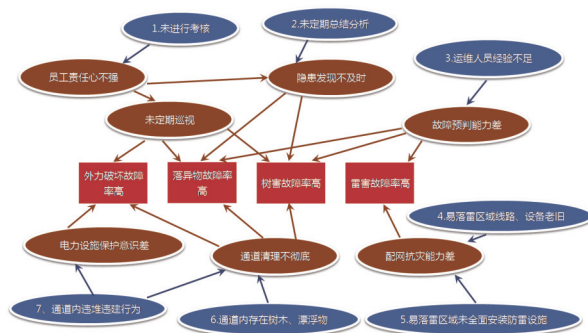 1.未进行考核
2.未定期总结分析
3.运维人员经验不足
员工责任心不强
隐患发现不及时
未定期巡视
故障预判能力差
外力破坏故障
率高
落异物故障率
高
树害故障率高
雷害故障率高
4.易落雷区域线路、设备老旧
电力设施保护意识差
通道清理不彻底
配网抗灾能力差
7、通道内违堆违建行为
6.通道内存在树木、漂浮物
5.易落雷区域未全面安装防雷设施